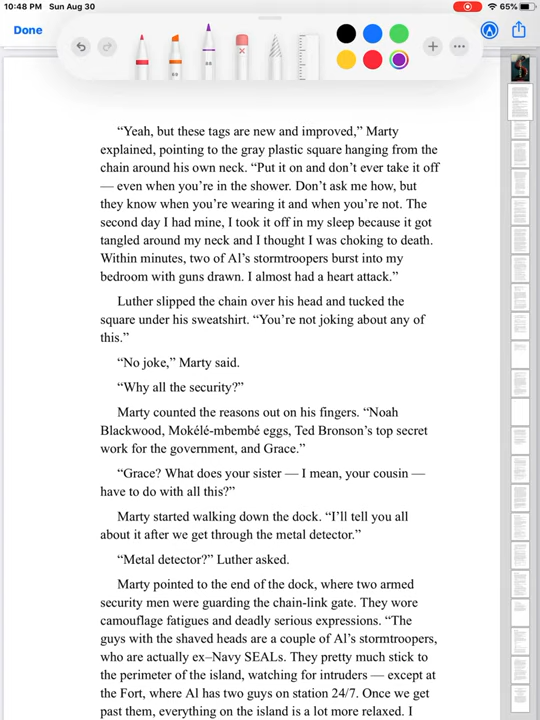 10:48 PM Sun Aug 30
65%
Done
“Yeah, but these tags are new and improved,” Marty
explained, pointing to the gray plastic square hanging from the
chain around his own neck. “Put it on and don’t ever take it off
— even when you’re in the shower. Don’t ask me how, but
they know when you’re wearing it and when you’re not. The
second day I had mine, I took it off in my sleep because it got
tangled around my neck and I thought I was choking to death.
Within minutes, two of Al’s stormtroopers burst into my
bedroom with guns drawn. I almost had a heart attack.”
Luther slipped the chain over his head and tucked the
square under his sweatshirt. “You’re not joking about any of
this.”
“No joke,” Marty said.
“Why all the security?”
Marty counted the reasons out on his fingers. “Noah
Blackwood, Mokélé-mbembé eggs, Ted Bronson’s top secret
work for the government, and Grace.”
“Grace? What does your sister — I mean, your cousin —
have to do with all this?”
Marty started walking down the dock. “I’ll tell you all
about it after we get through the metal detector.”
“Metal detector?” Luther asked.
Marty pointed to the end of the dock, where two armed
security men were guarding the chain-link gate. They wore
camouflage fatigues and deadly serious expressions. “The
guys with the shaved heads are a couple of Al’s stormtroopers,
who are actually ex–Navy SEALs. They pretty much stick to
the perimeter of the island, watching for intruders — except at
the Fort, where Al has two guys on station 24/7. Once we get
past them, everything on the island is a lot more relaxed. I